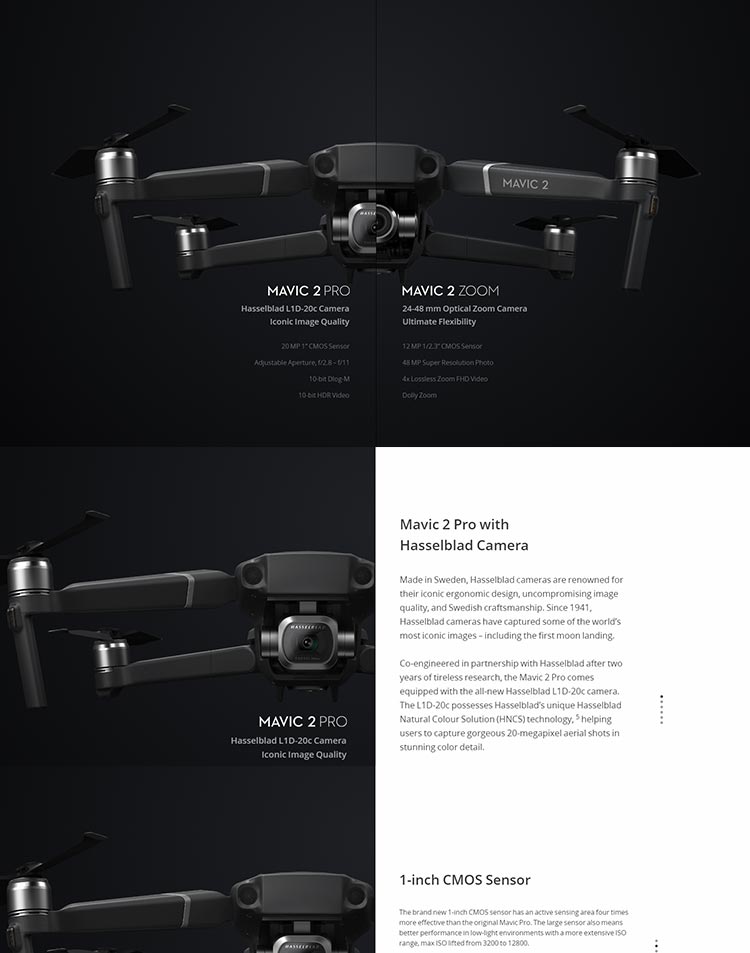 MAVIC 2
HASSE
MAVIC 2 PRO
Hasselblad L1D-20c Camera
Iconic Image Quality
20 MP 1" CMOS Sensor
Adjustable Aperture, f/2.8 – f/11
10-bit Dlog-M
10-bit HDR Video
MAVIC 2 ZOOM
24-48 mm Optical Zoom Camera
Ultimate Flexibility
12 MP 1/2.3" CMOS Sensor
48 MP Super Resolution Photo
4x Lossless Zoom FHD Video
Dolly Zoom
HASSELBLAD
MAVIC 2 PRO
Hasselblad L1D-20c Camera
Iconic Image Quality
Mavic 2 Pro with
Hasselblad Camera
Made in Sweden, Hasselblad cameras are renowned for
their iconic ergonomic design, uncompromising image
quality, and Swedish craftsmanship. Since 1941,
Hasselblad cameras have captured some of the world's
most iconic images – including the first moon landing.
Co-engineered in partnership with Hasselblad after two
years of tireless research, the Mavic 2 Pro comes
equipped with the all-new Hasselblad L1D-20c camera.
The L1D-20c possesses Hasselblad's unique Hasselblad
Natural Colour Solution (HNCS) technology, 5 helping
users to capture gorgeous 20-megapixel aerial shots in
stunning color detail.
HASSELBLAD
1-inch CMOS Sensor
The brand new 1-inch CMOS sensor has an active sensing area four times
more effective than the original Mavic Pro. The large sensor also means
better performance in low-light environments with a more extensive ISO
range, max ISO lifted from 3200 to 12800.